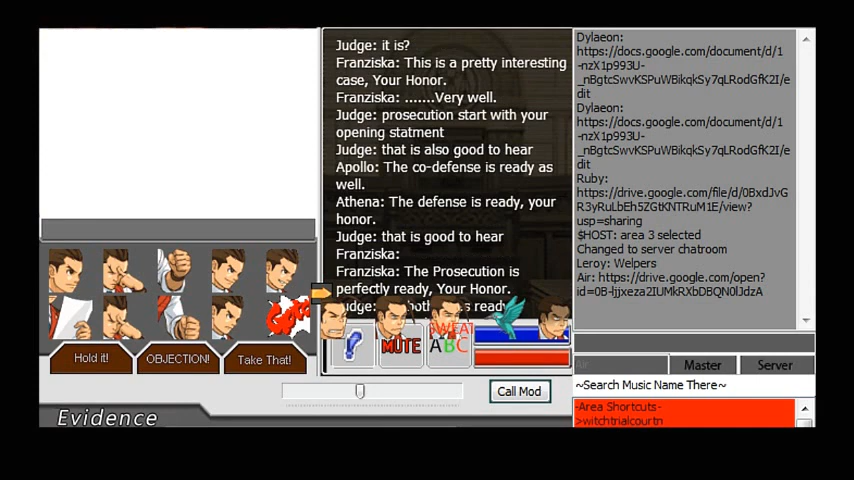 Judge: it is?
Franziska: This is a pretty interesting
case, Your Honor.
Franziska: .......Very well.
Judge: prosecution start with your
opening statment
Judge: that is also good to hear
Apollo: The co-defense is ready as
well.
Athena: The defense is ready, your
honor.
Judge: that is good to hear
Franziska:
Franziska: The Prosecution is
perfectly ready, Your Honor.
ready
Dylaeon:
https://docs.google.com/document/d/1
-nzX1p993U-
_nBgtcSwvKSPuWBikqkSy7qLRodGfK2I/e
dit
Dylaeon:
https://docs.google.com/document/d/1
-nzX1p993U-
_nBgtcSwvKSPuWBikqkSy7qLRodGfK2I/e
dit
Ruby:
https://drive.google.com/file/d/0BxdJvG
R3yRuLbEh5ZGtKNTRuM1E/view?
usp=sharing
$HOST: area 3 selected
Changed to server chatroom
Leroy: Welpers
Air: https://drive.google.com/open?
id=0B-ljjxeza2IUMkRXbDBQN0lJdzA
Hold it!
OBJECTION!
Take That!
MUTE
SWEAT
ABC
Air
Master
Server
Call Mod
~Search Music Name There~
-Area Shortcuts-
>witchtrialcourtn
Evidence